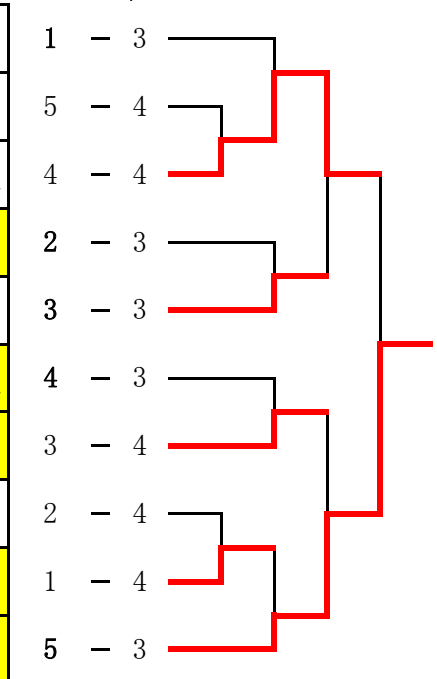 1 — 3
5 — 4
4 — 4
2 — 3
3 — 3
4 — 3
3 — 4
2 — 4
1 — 4
5 — 3